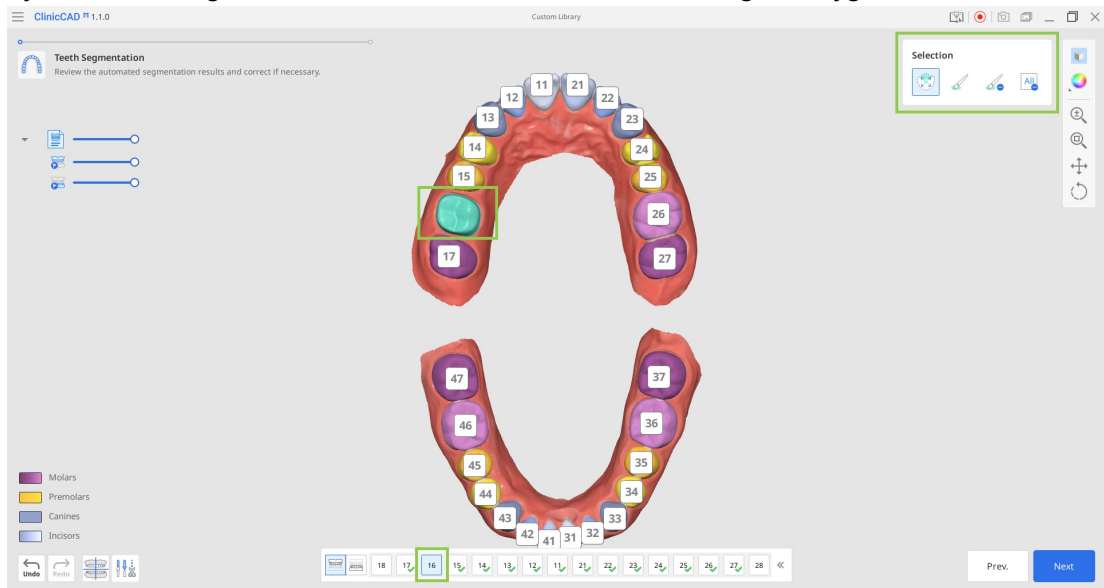 ClinicCAD 1.1.0
Custom Library
Teeth Segmentation
Review the automated segmentation results and correct if necessary.
Selection
All
11 21
12 22
13 23
14 24
15 25
26
17 27
47 37
46 36
45 35
44 34
43 33
42 41 31 32
Molars
Premolars
Canines
Incisors
Undo Redo
18 17 16 15 14 13 12 11 21 22 23 24 25 26 27 28 «
Prev. Next